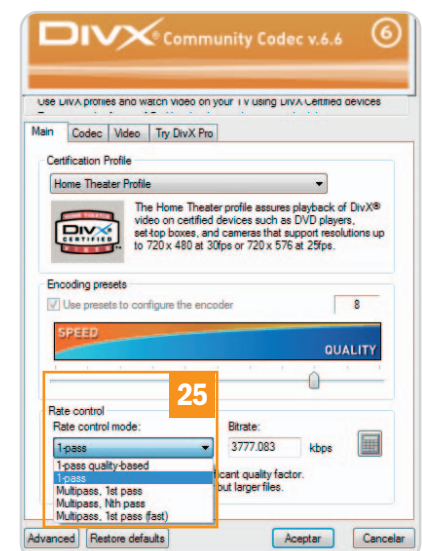 DIVX® Community Codec v.6.6
6
Use DivX profiles and watch video on your TV using DivX Certified devices
Main Codec Video Try DivX Pro
Certification Profile
Home Theater Profile
HOME THEATER
DIVX
CERTIFIED
VIDEO
The Home Theater profile assures playback of DivX®
video on certified devices such as DVD players,
set-top boxes, and cameras that support resolutions up
to 720 x 480 at 30fps or 720 x 576 at 25fps.
Encoding presets
Use presets to configure the encoder
8
SPEED
QUALITY
25
Rate control
Rate control mode:
Bitrate:
1-pass
3777.083 kbps
1-pass quality-based
1-pass
Multipass, 1st pass
Multipass, Nth pass
Multipass, 1st pass (fast)
quality factor.
out larger files.
Advanced Restore defaults Aceptar Cancelar